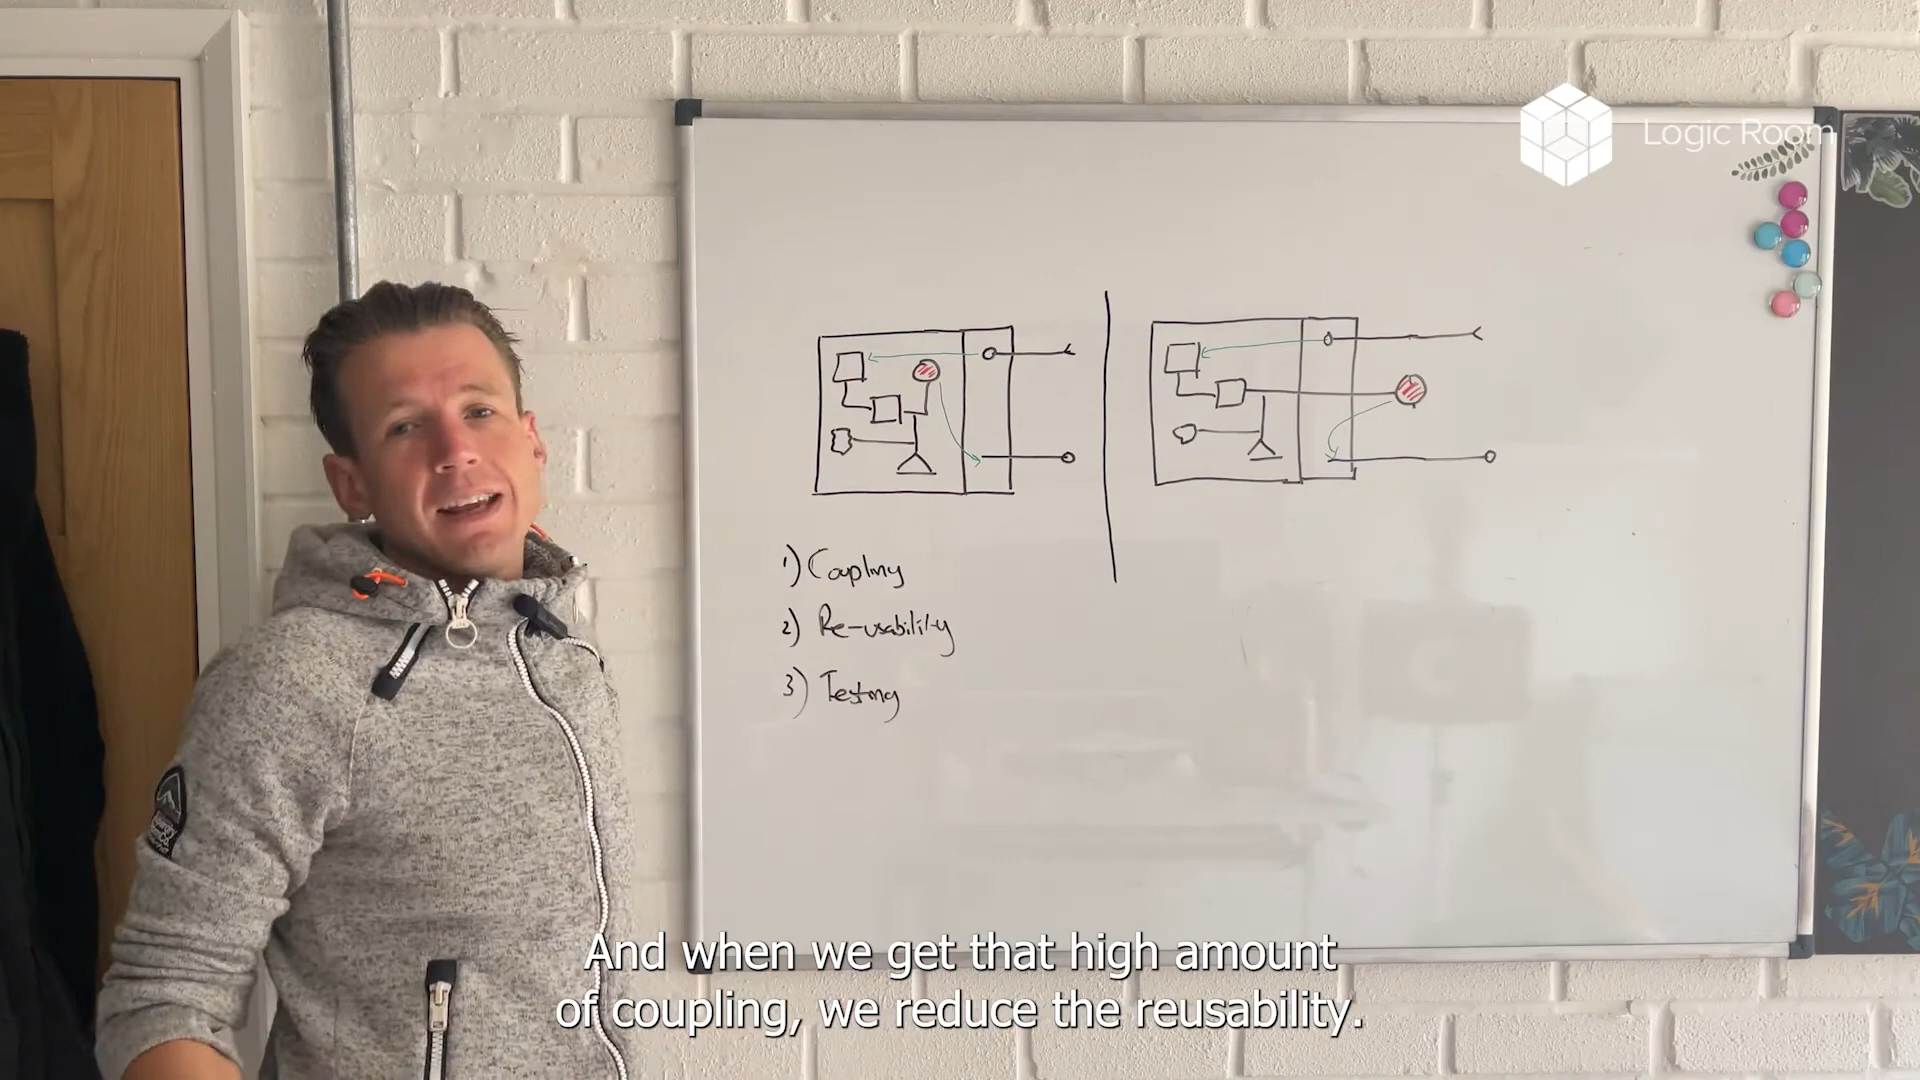 Logic Room
1) Coupling
2) Re-usability
3) Testing
And when we get that high amount
of coupling, we reduce the reusability.